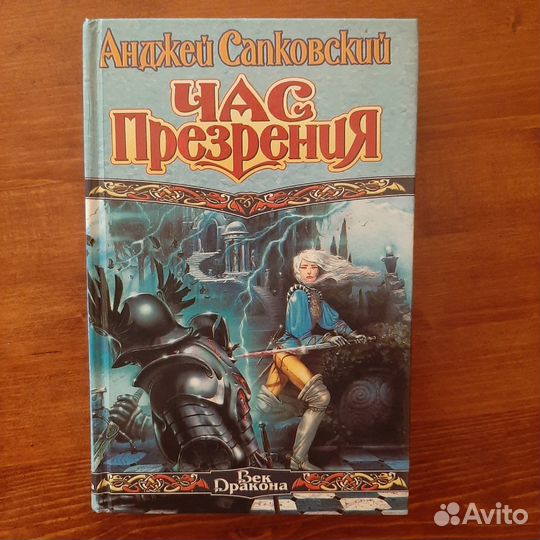 Анджей Сапковский
Час
Презрения
Век
Дракона
Avito